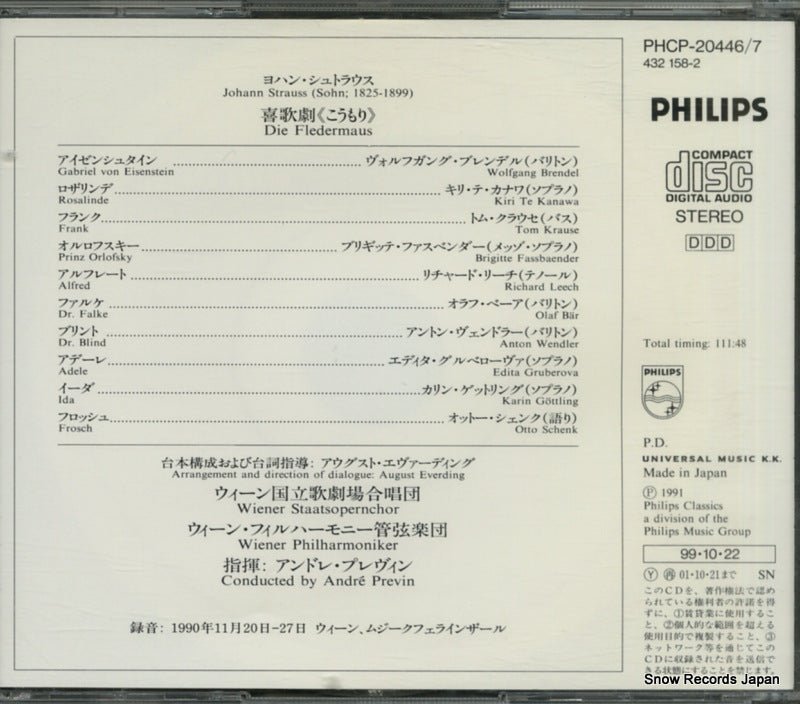 ヨハン・シュトラウス
Johann Strauss (Sohn; 1825-1899)
喜歌劇《こうもり》
Die Fledermaus
アイゼンシュタイン ヴォルフガング・ブレンデル(バリトン)
Gabriel von Eisenstein Wolfgang Brendel
ロザリンデ キリ・テ・カナワ(ソプラノ)
Rosalinde Kiri Te Kanawa
フランク トム・クラウセ(バス)
Frank Tom Krause
オルロフスキー ブリギッテ・ファスベンダー(メッゾ・ソプラノ)
Prinz Orlofsky Brigitte Fassbaender
アルフレート リチャード・リーチ(テノール)
Alfred Richard Leech
ファルケ オラフ・ベーア(バリトン)
Dr. Falke Olaf Bär
ブリント アントン・ヴェンドラー(バリトン)
Dr. Blind Anton Wendler
アデーレ エディタ・グルベローヴァ(ソプラノ)
Adele Edita Gruberova
イーダ カリン・ゲットリング(ソプラノ)
Ida Karin Göttling
フロッシュ オットー・シェンク(語り)
Frosch Otto Schenk
台本構成および台詞指導: アウグスト・エヴァーディング
Arrangement and direction of dialogue: August Everding
ウィーン国立歌劇場合唱団
Wiener Staatsopernchor
ウィーン・フィルハーモニー管弦楽団
Wiener Philharmoniker
指揮: アンドレ・プレヴィン
Conducted by André Previn
録音: 1990年11月20日-27日 ウィーン、ムジークフェラインザール
PHCP-20446/7
432 158-2
PHILIPS
COMPACT
disc
DIGITAL AUDIO
STEREO
DDD
Total timing: 111:48
PHILIPS
P.D.
UNIVERSAL MUSIC K.K.
Made in Japan
Ⓟ 1991
Philips Classics
a division of the
Philips Music Group
99・10・22
Ⓨ 01・10・21まで SN
このCDを、著作権法で認め
られている権利者の許諾を得
ずに、①賃貸業に使用するこ
と、②個人的な範囲を超える
使用目的で複製すること、③
ネットワーク等を通じてこの
CDに収録された音を送信で
きる状態にすることを禁じます。
Snow Records Japan